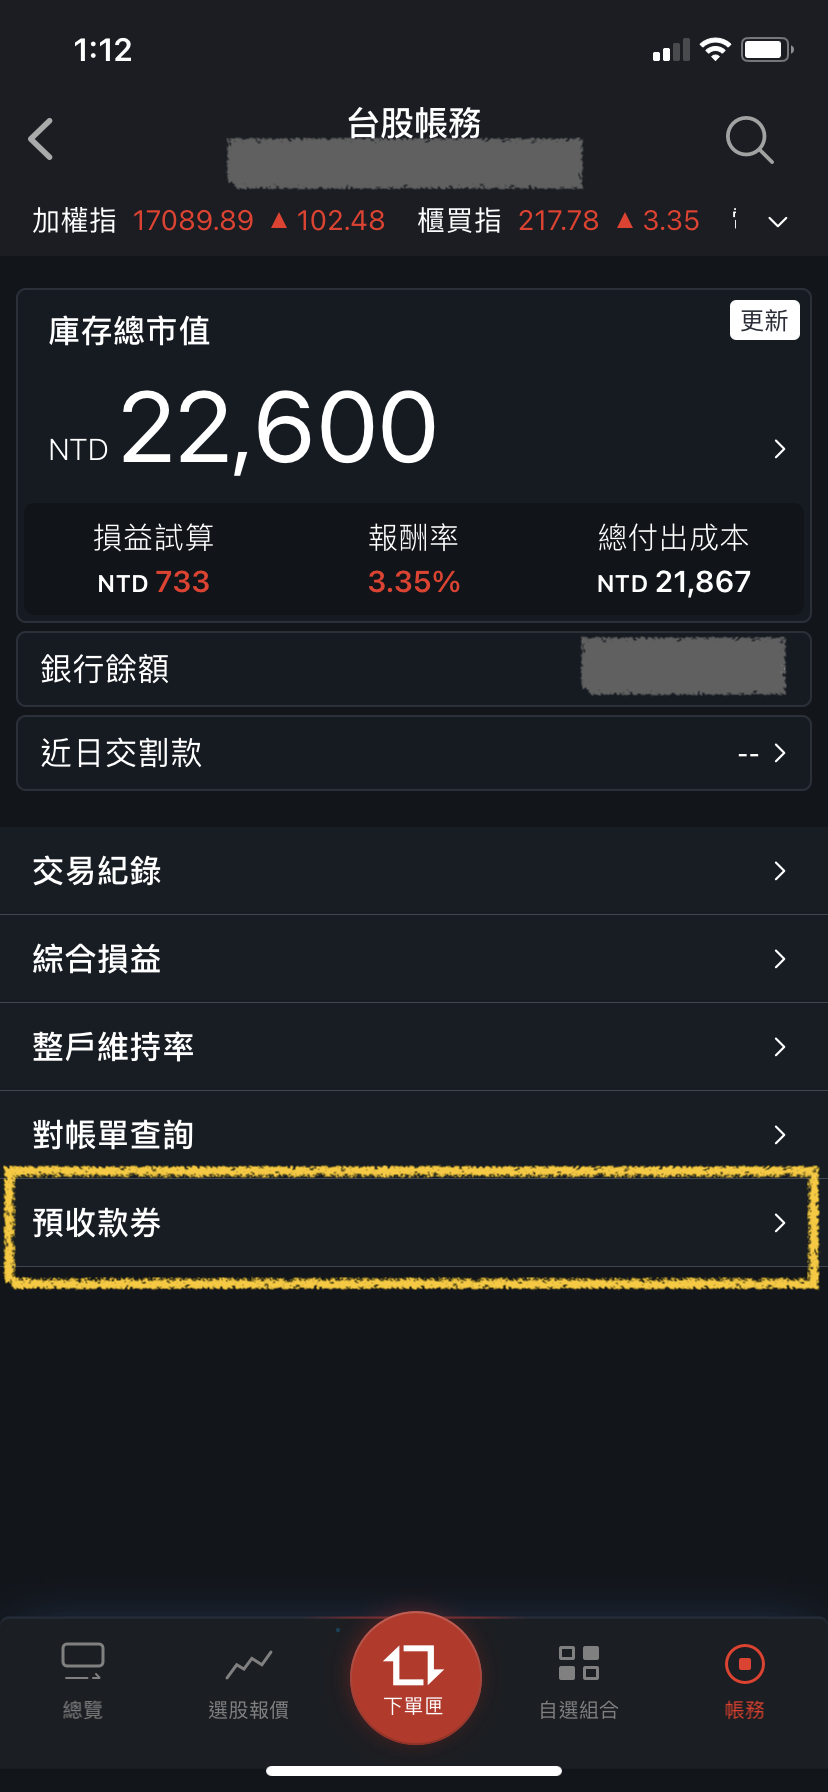 1:12
台股帳務
加權指 17089.89 ▲ 102.48 櫃買指 217.78 ▲ 3.35
庫存總市值 更新
NTD 22,600
損益試算 報酬率 總付出成本
NTD 733 3.35% NTD 21,867
銀行餘額
近日交割款 --
交易紀錄
綜合損益
整戶維持率
對帳單查詢
預收款券
總覽 選股報價 下單匣 自選組合 帳務